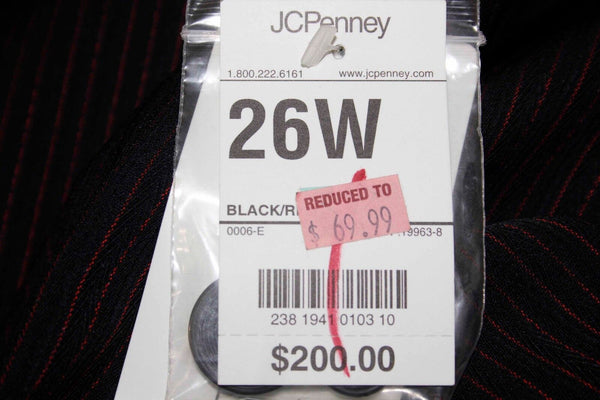 JCPenney
1.800.222.6161 www.jcpenney.com
26W
REDUCED TO
$ 69.99
BLACK/R
0006-E 19963-8
238 1941 0103 10
$200.00